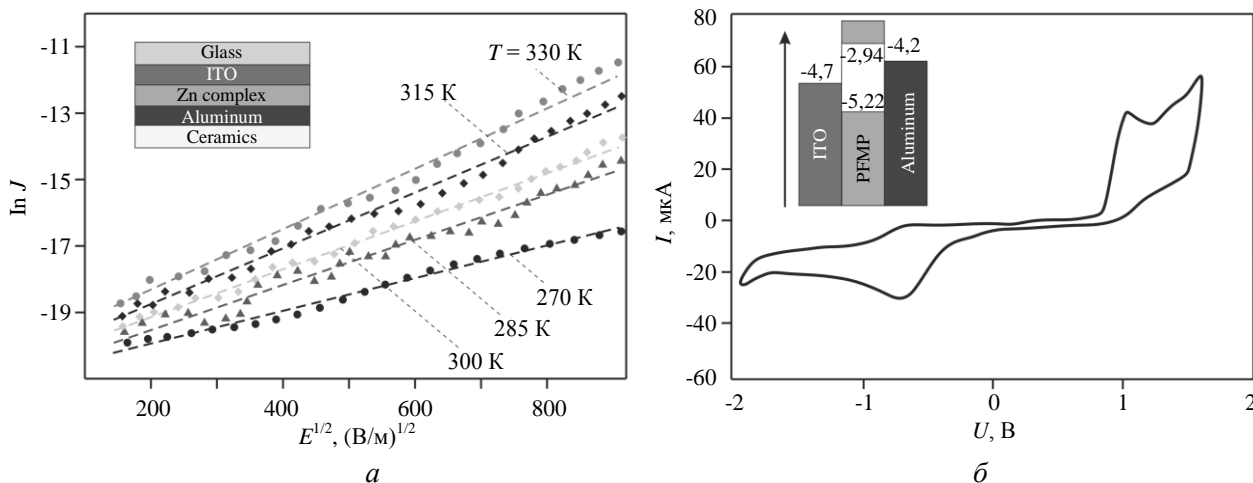 -11
-13
-15
-17
-19
ln J
Glass
ITO
Zn complex
Aluminum
Ceramics
T = 330 К
315 К
270 К
285 К
300 К
200
400
600
800
E^{1/2}, (В/м)^{1/2}
а
80
60
40
20
0
-20
-40
-60
I, мкА
-4,7
-2,94
-4,2
-5,22
ITO
PFMP
Aluminum
-2
-1
0
1
2
U, В
б